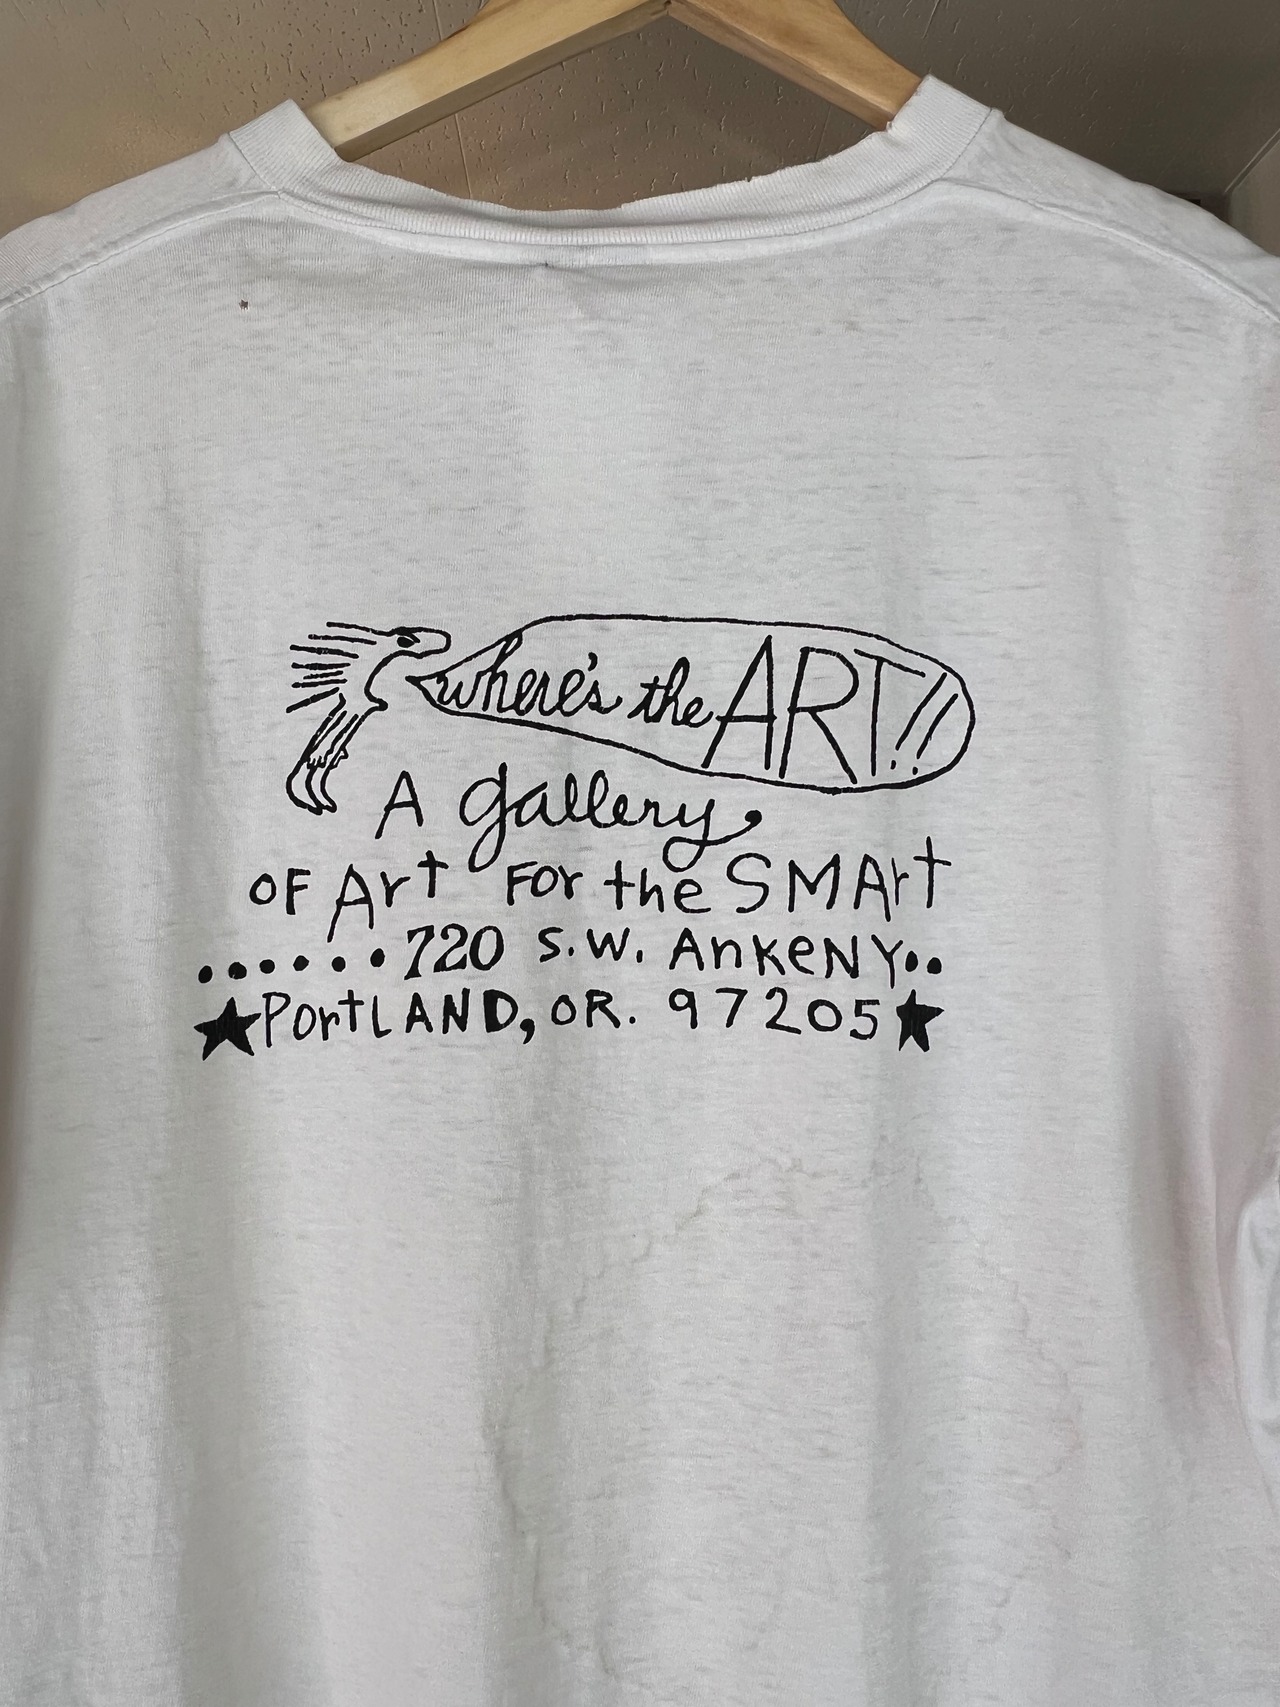 where's the ART!!
A gallery
OF Art For the SMArt
......720 S.W. AnKeNY..
★PortLAND, OR. 97205★